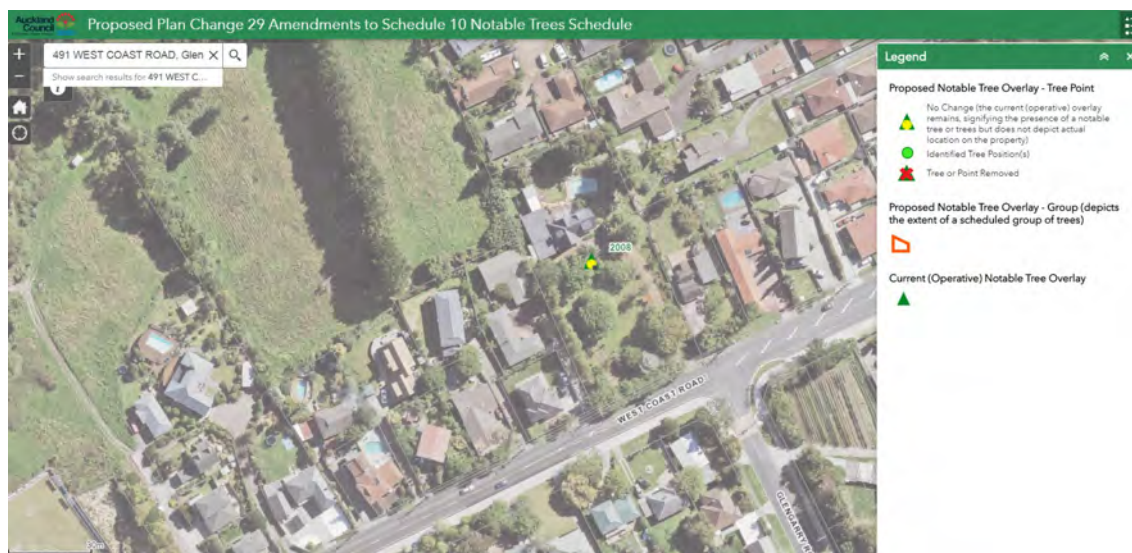 Auckland
Council
Proposed Plan Change 29 Amendments to Schedule 10 Notable Trees Schedule
491 WEST COAST ROAD, Glen
Show search results for 491 WEST C...
2008
WEST COAST ROAD
GLENGARRY RO
Legend
Proposed Notable Tree Overlay - Tree Point
No Change (the current (operative) overlay
remains, signifying the presence of a notable
tree or trees but does not depict actual
location on the property)
Identified Tree Position(s)
Tree or Point Removed
Proposed Notable Tree Overlay - Group (depicts
the extent of a scheduled group of trees)
Current (Operative) Notable Tree Overlay